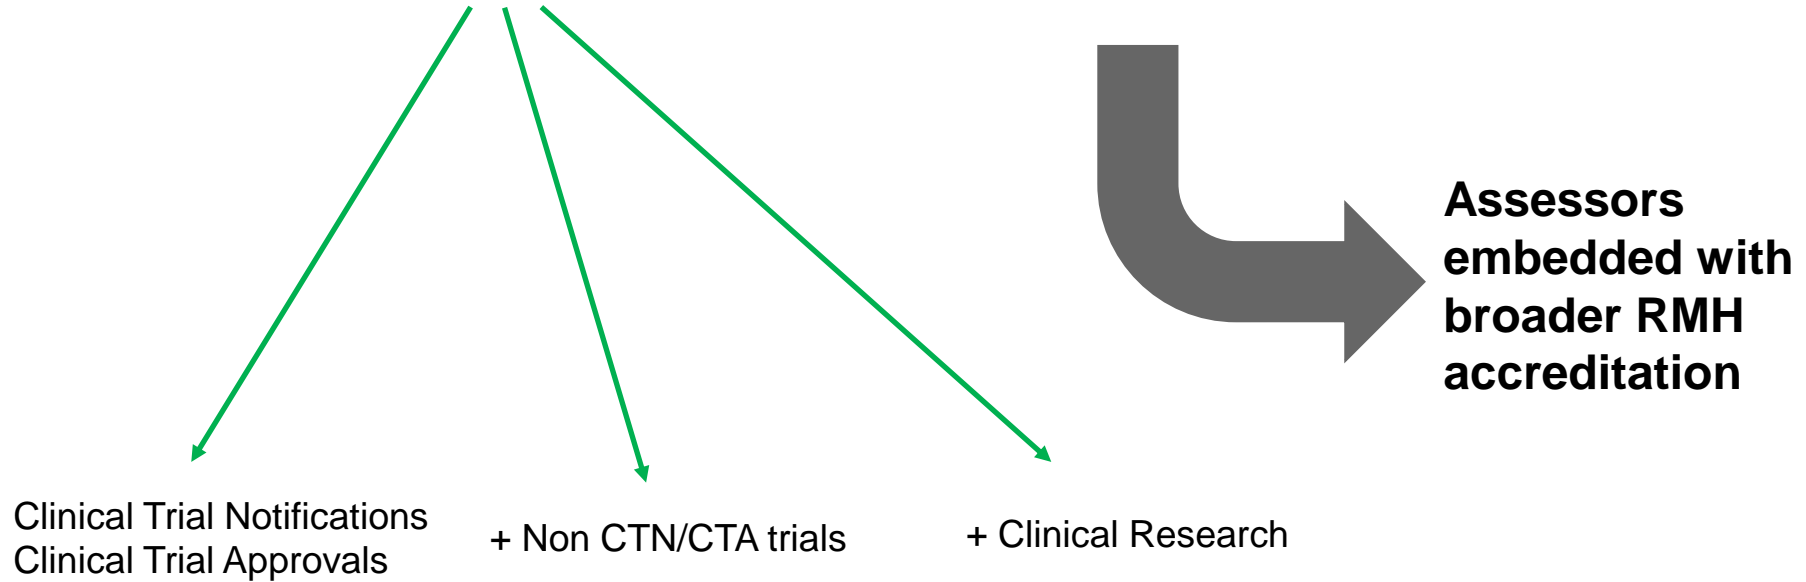 Assessors
embedded with
broader RMH
accreditation
Clinical Trial Notifications
Clinical Trial Approvals
+ Non CTN/CTA trials
+ Clinical Research